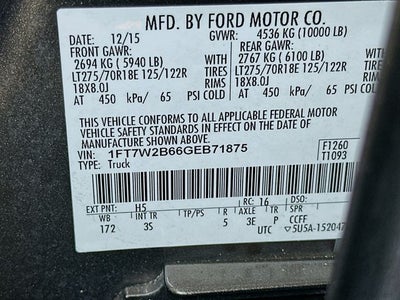 MFD. BY FORD MOTOR CO.
DATE: 12/15 GVWR: 4536 KG (10000 LB)
FRONT GAWR: REAR GAWR:
2694 KG (5940 LB) 2767 KG (6100 LB)
LT275/70R18E 125/122R TIRES LT275/70R18E 125/122R
18X8.0J RIMS 18X8.0J
AT 450 kPa/ 65 PSI COLD AT 450 kPa/ 65 PSI COLD
THIS VEHICLE CONFORMS TO ALL APPLICABLE FEDERAL MOTOR
VEHICLE SAFETY STANDARDS IN EFFECT ON THE DATE OF
MANUFACTURE SHOWN ABOVE.
VIN: 1FT7W2B66GEB71875 F1260
TYPE: Truck T1093
EXT PNT: H5 RC: 16 DSO:
WB INT TR TP/PS R AXLE TR SPR
172 3S 5 3E P CCFF
UTC ▽5U5A-152047